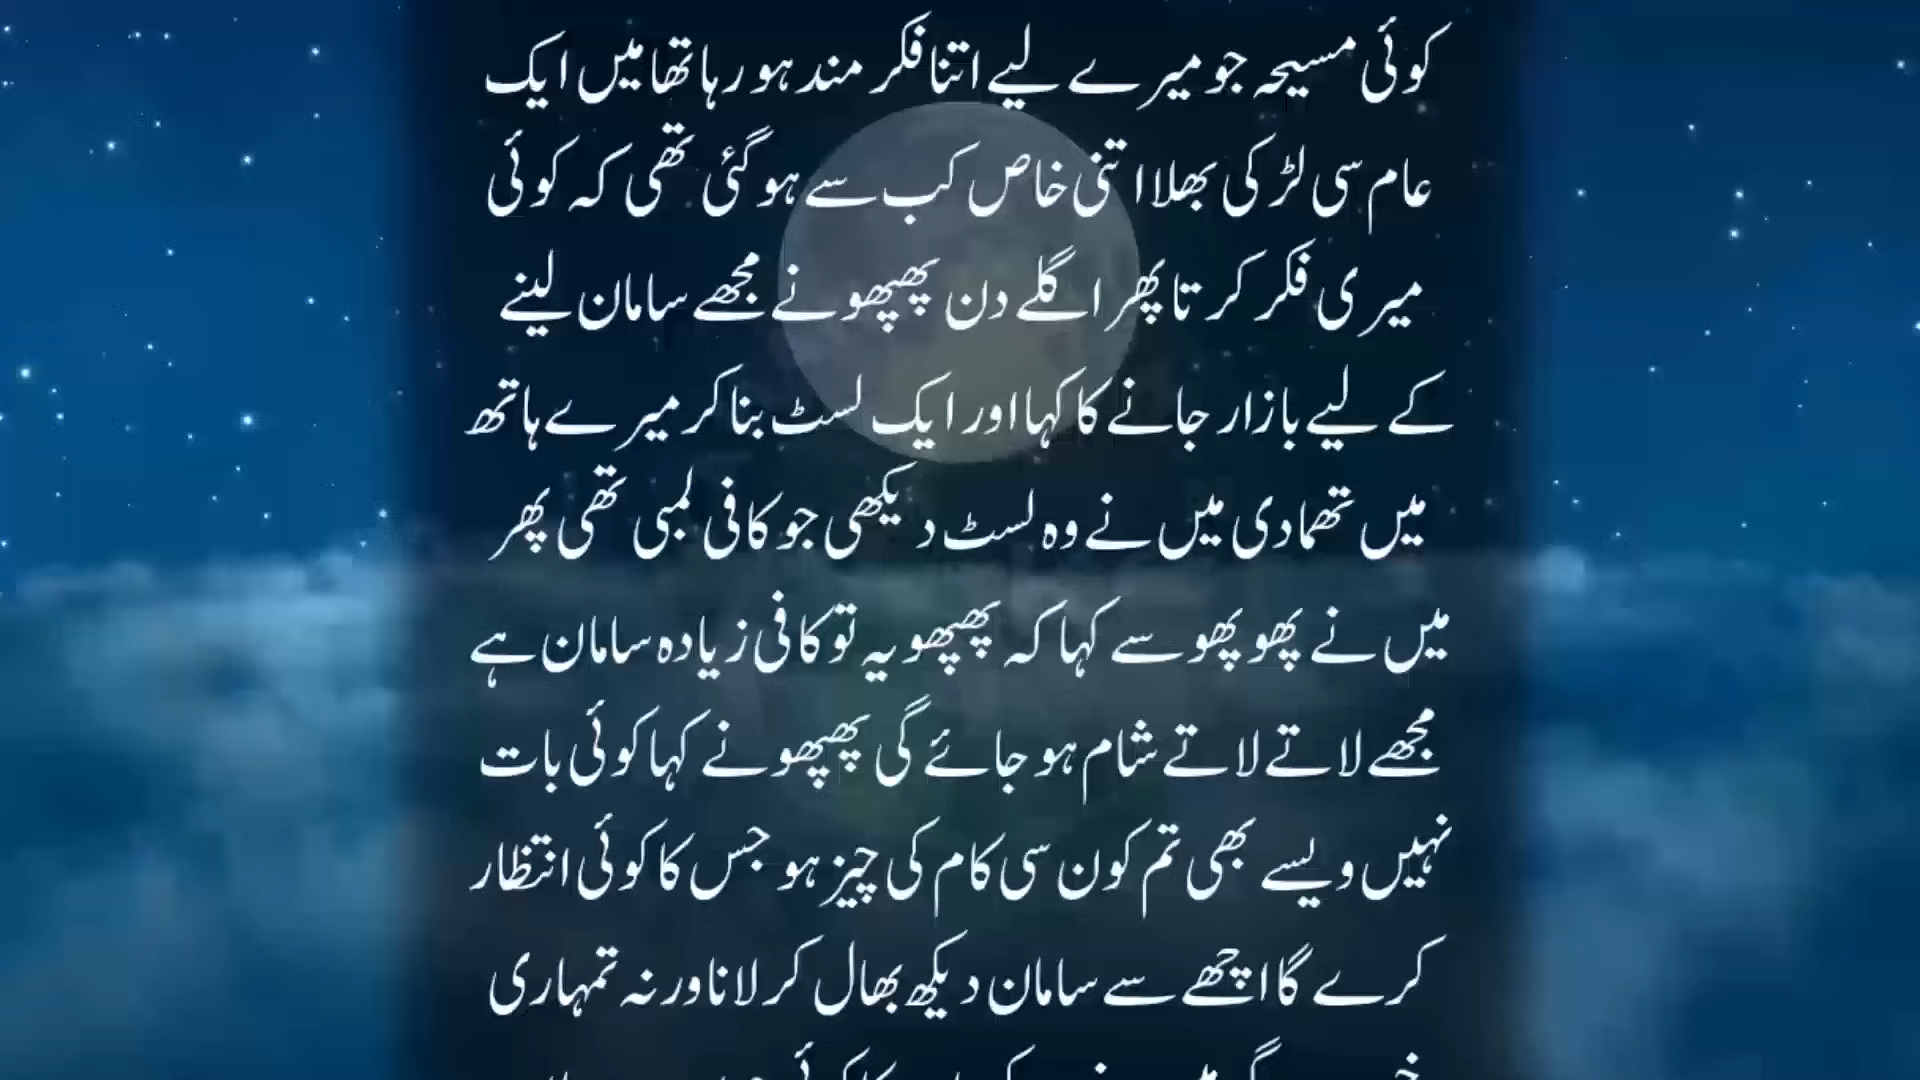 کوئی مسیحہ جو میرے لیے اتنا فکر مند ہو رہا تھا میں ایک
عام سی لڑکی بھلا اتنی خاص کب سے ہو گئی تھی کہ کوئی
میری فکر کرتا پھر اگلے دن پھپھو نے مجھے سامان لینے
کے لیے بازار جانے کا کہا اور ایک لسٹ بنا کر میرے ہاتھ
میں تھما دی میں نے وہ لسٹ دیکھی جو کافی لمبی تھی پھر
میں نے پھو پھو سے کہا کہ پھپھو یہ تو کافی زیادہ سامان ہے
مجھے لاتے لاتے شام ہو جائے گی پھپھو نے کہا کوئی بات
نہیں ویسے بھی تم کون سی کام کی چیز ہو جس کا کوئی انتظار
کرے گا اچھے سے سامان دیکھ بھال کر لانا ورنہ تمہاری